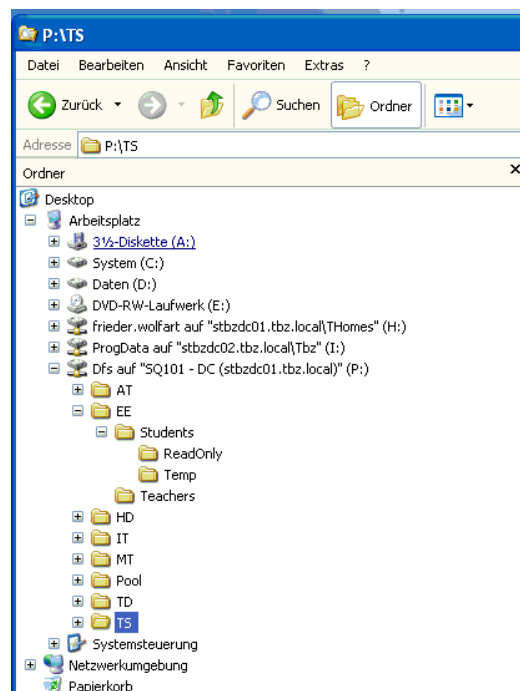 P:\TS
Datei Bearbeiten Ansicht Favoriten Extras ?
Zurück Suchen Ordner
Adresse P:\TS
Ordner x
Desktop
Arbeitsplatz
3½-Diskette (A:)
System (C:)
Daten (D:)
DVD-RW-Laufwerk (E:)
frieder.wolfart auf "stbzdc01.tbz.local\THomes" (H:)
ProgData auf "stbzdc02.tbz.local\Tbz" (I:)
Dfs auf "SQ101 - DC (stbzdc01.tbz.local)" (P:)
AT
EE
Students
ReadOnly
Temp
Teachers
HD
IT
MT
Pool
TD
TS
Systemsteuerung
Netzwerkumgebung
Papierkorb